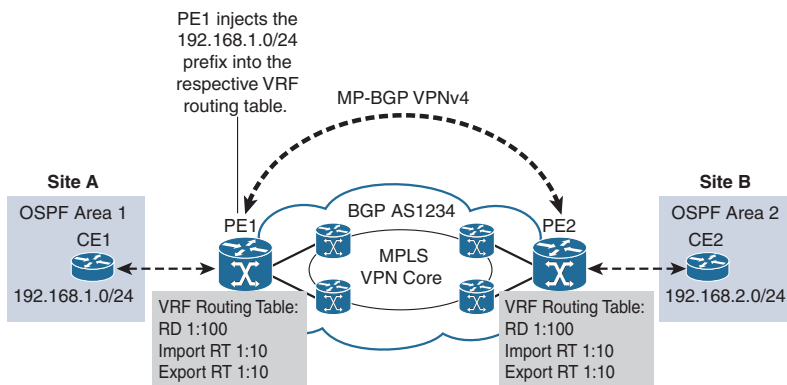 PE1 injects the
192.168.1.0/24
prefix into the
respective VRF
routing table.
MP-BGP VPNv4
Site A
OSPF Area 1
CE1
192.168.1.0/24
PE1
BGP AS1234
MPLS
VPN Core
PE2
Site B
OSPF Area 2
CE2
192.168.2.0/24
VRF Routing Table:
RD 1:100
Import RT 1:10
Export RT 1:10
VRF Routing Table:
RD 1:100
Import RT 1:10
Export RT 1:10